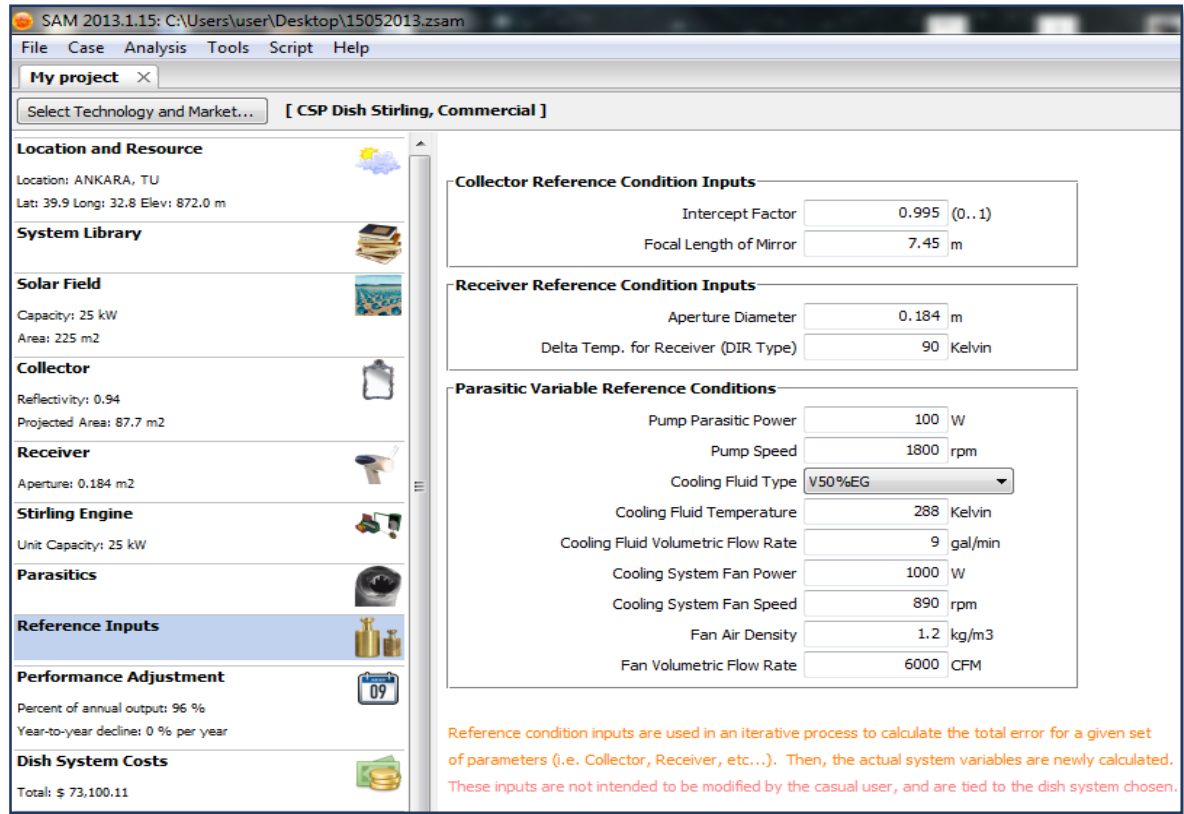 SAM 2013.1.15: C:\Users\user\Desktop\15052013.zsam
File Case Analysis Tools Script Help
My project
Select Technology and Market... [ CSP Dish Stirling, Commercial ]
Location and Resource
Location: ANKARA, TU
Lat: 39.9 Long: 32.8 Elev: 872.0 m
System Library
Solar Field
Capacity: 25 kW
Area: 225 m2
Collector
Reflectivity: 0.94
Projected Area: 87.7 m2
Receiver
Aperture: 0.184 m2
Stirling Engine
Unit Capacity: 25 kW
Parasitics
Reference Inputs
Performance Adjustment
09
Percent of annual output: 96 %
Year-to-year decline: 0 % per year
Dish System Costs
Total: $ 73,100.11
Collector Reference Condition Inputs
Intercept Factor 0.995 (0..1)
Focal Length of Mirror 7.45 m
Receiver Reference Condition Inputs
Aperture Diameter 0.184 m
Delta Temp. for Receiver (DIR Type) 90 Kelvin
Parasitic Variable Reference Conditions
Pump Parasitic Power 100 W
Pump Speed 1800 rpm
Cooling Fluid Type V50%EG
Cooling Fluid Temperature 288 Kelvin
Cooling Fluid Volumetric Flow Rate 9 gal/min
Cooling System Fan Power 1000 W
Cooling System Fan Speed 890 rpm
Fan Air Density 1.2 kg/m3
Fan Volumetric Flow Rate 6000 CFM
Reference condition inputs are used in an iterative process to calculate the total error for a given set
of parameters (i.e. Collector, Receiver, etc...). Then, the actual system variables are newly calculated.
These inputs are not intended to be modified by the casual user, and are tied to the dish system chosen.